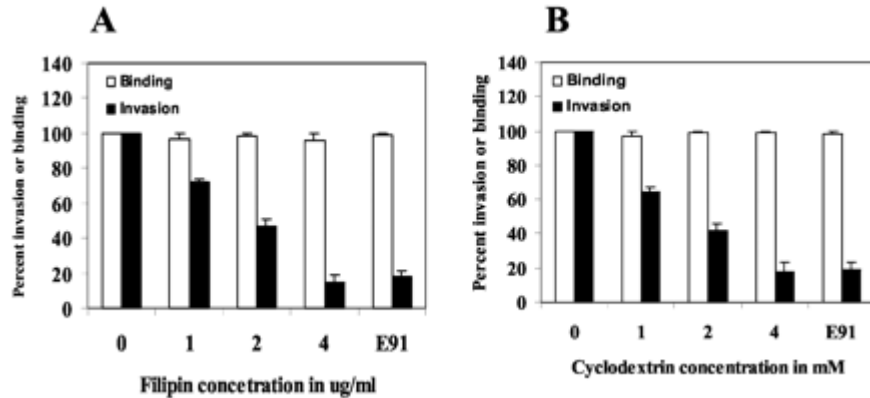 A
140
120
100
80
60
40
20
0
Percent invasion or binding
Binding
Invasion
0 1 2 4 E91
Filipin concetration in ug/ml
B
140
120
100
80
60
40
20
0
Percent invasion or binding
Binding
Invasion
0 1 2 4 E91
Cyclodextrin concentration in mM